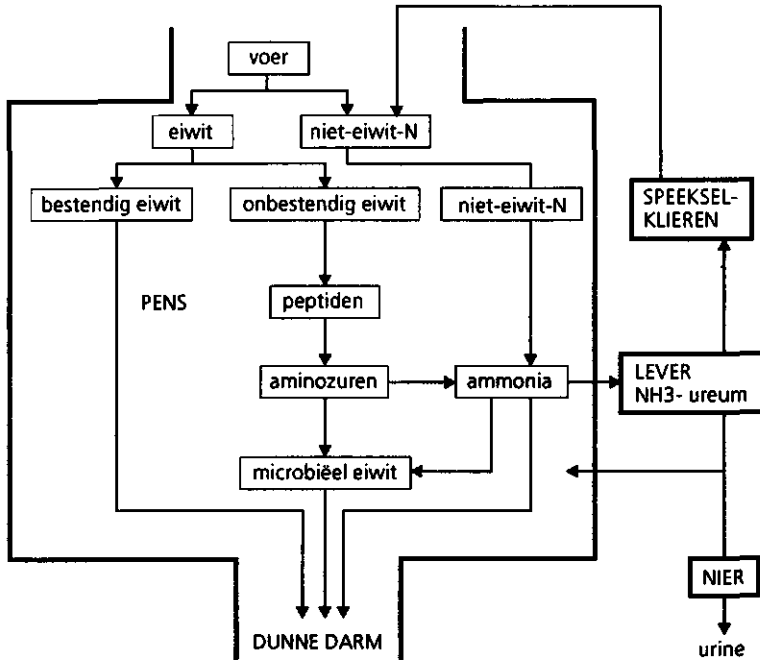 voer
eiwit
niet-eiwit-N
bestendig eiwit
onbestendig eiwit
niet-eiwit-N
SPEEKSEL-
KLIEREN
PENS
peptiden
aminozuren
ammonia
LEVER
NH3- ureum
microbiëel eiwit
NIER
DUNNE DARM
urine